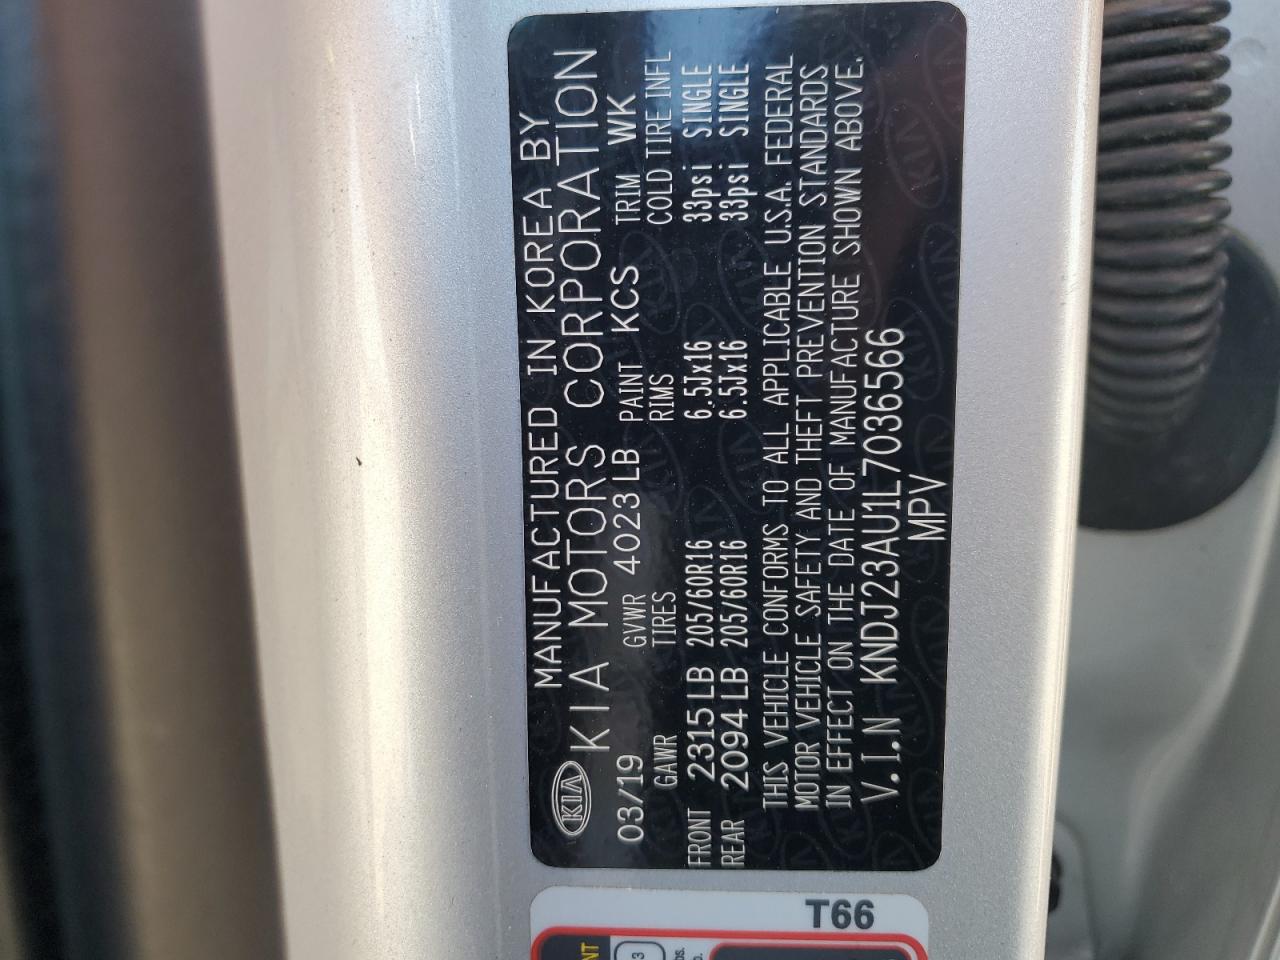 MANUFACTURED IN KOREA BY
KIA KIA MOTORS CORPORATION
03/19 GVWR 4023 LB PAINT KCS TRIM WK
GAWR TIRES RIMS COLD TIRE INFL
FRONT 2315 LB 205/60R16 6.5Jx16 33psi SINGLE
REAR 2094 LB 205/60R16 6.5Jx16 33psi SINGLE
THIS VEHICLE CONFORMS TO ALL APPLICABLE U.S.A. FEDERAL
MOTOR VEHICLE SAFETY AND THEFT PREVENTION STANDARDS
IN EFFECT ON THE DATE OF MANUFACTURE SHOWN ABOVE.
V.I.N KNDJ23AU1L7036566
MPV
T66
NT
3